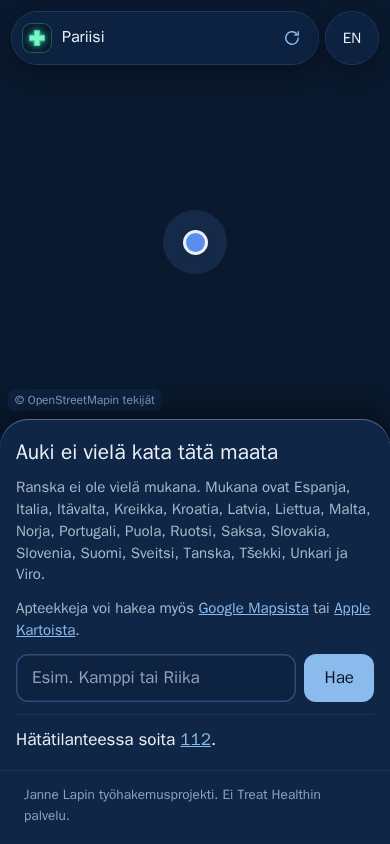 Pariisi
EN
© OpenStreetMapin tekijät
Auki ei vielä kata tätä maata
Ranska ei ole vielä mukana. Mukana ovat Espanja,
Italia, Itävalta, Kreikka, Kroatia, Latvia, Liettua, Malta,
Norja, Portugali, Puola, Ruotsi, Saksa, Slovakia,
Slovenia, Suomi, Sveitsi, Tanska, Tšekki, Unkari ja
Viro.
Apteekkeja voi hakea myös Google Mapsista tai Apple
Kartoista.
Esim. Kamppi tai Riika
Hae
Hätätilanteessa soita 112.
Janne Lapin työhakemusprojekti. Ei Treat Healthin
palvelu.